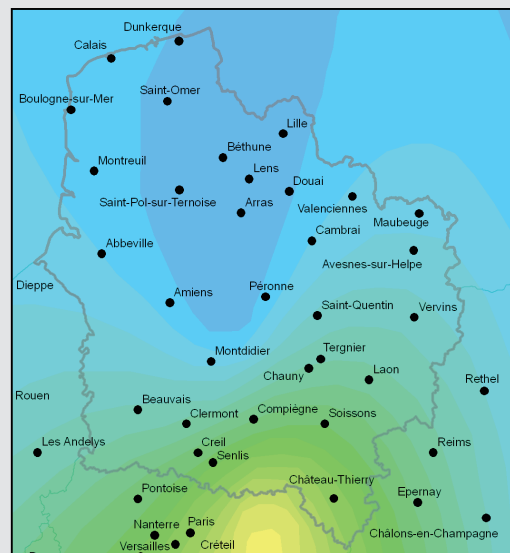 Dunkerque
Calais
Saint-Omer
Boulogne-sur-Mer
Lille
Béthune
Montreuil
Lens
Douai
Saint-Pol-sur-Ternoise
Valenciennes
Arras
Maubeuge
Cambrai
Abbeville
Avesnes-sur-Helpe
Dieppe
Amiens
Péronne
Saint-Quentin
Vervins
Montdidier
Tergnier
Chauny
Laon
Rethel
Rouen
Beauvais
Clermont
Compiègne
Soissons
Les Andelys
Creil
Reims
Senlis
Château-Thierry
Pontoise
Epernay
Nanterre
Paris
Châlons-en-Champagne
Versailles
Créteil